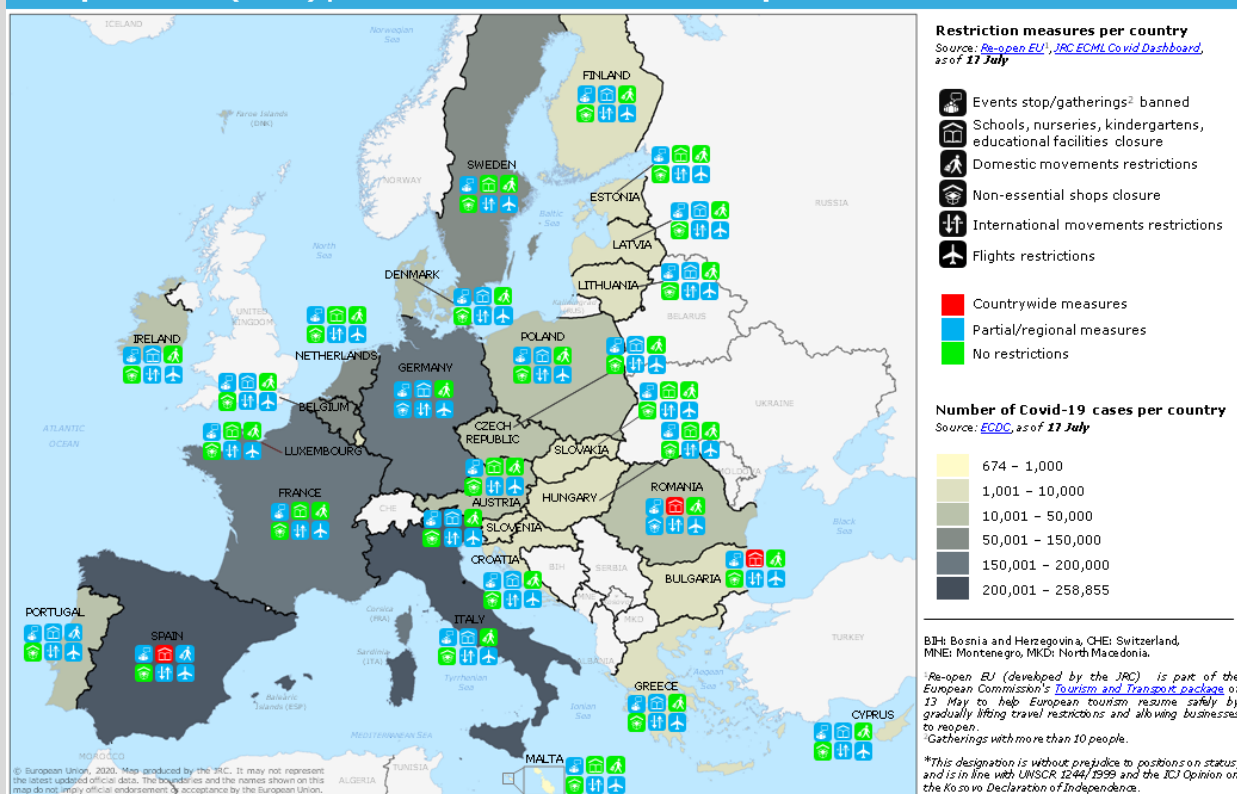 ICELAND
Norwegian
Sea
Faroe Islands
(DNK)
FINLAND
SWEDEN
NORWAY
RUSSIA
ESTONIA
Baltic
Sea
North
Sea
LATVIA
DENMARK
LITHUANIA
Kaliningrad
(RUS)
BELARUS
UNITED
KINGDOM
IRELAND
NETHERLANDS
POLAND
GERMANY
BELGIUM
UKRAINE
CZECH
REPUBLIC
ATLANTIC
OCEAN
LUXEMBOURG
SLOVAKIA
MOLDOVA
FRANCE
CHE
AUSTRIA
HUNGARY
ROMANIA
SLOVENIA
CROATIA
BIH
SERBIA
Black
Sea
BULGARIA
MNE
MKD
PORTUGAL
SPAIN
Corsica
(FRA)
ITALY
Sardinia
(ITA)
ALBANIA
TURKEY
Tyrrhenian
Sea
Balearic
Islands (ESP)
Aegean
Sea
GREECE
Ionian
Sea
CYPRUS
MEDITERRANEAN SEA
MALTA
MOROCCO
ALGERIA
TUNISIA
© European Union, 2020. Map produced by the JRC. It may not represent
the latest updated official data. The boundaries and the names shown on this
map do not imply official endorsement or acceptance by the European Union.
Restriction measures per country
Source: Re-open EU¹, JRC ECML Covid Dashboard,
as of 17 July
Events stop/gatherings² banned
Schools, nurseries, kindergartens,
educational facilities closure
Domestic movements restrictions
Non-essential shops closure
International movements restrictions
Flights restrictions
Countrywide measures
Partial/regional measures
No restrictions
Number of Covid-19 cases per country
Source: ECDC, as of 17 July
674 – 1,000
1,001 – 10,000
10,001 – 50,000
50,001 – 150,000
150,001 – 200,000
200,001 – 258,855
BIH: Bosnia and Herzegovina, CHE: Switzerland,
MNE: Montenegro, MKD: North Macedonia.
¹Re-open EU (developed by the JRC) is part of the
European Commission's Tourism and Transport package of
13 May to help European tourism resume safely by
gradually lifting travel restrictions and allowing businesses
to reopen.
²Gatherings with more than 10 people.
*This designation is without prejudice to positions on status,
and is in line with UNSCR 1244/1999 and the ICJ Opinion on
the Kosovo Declaration of Independence.